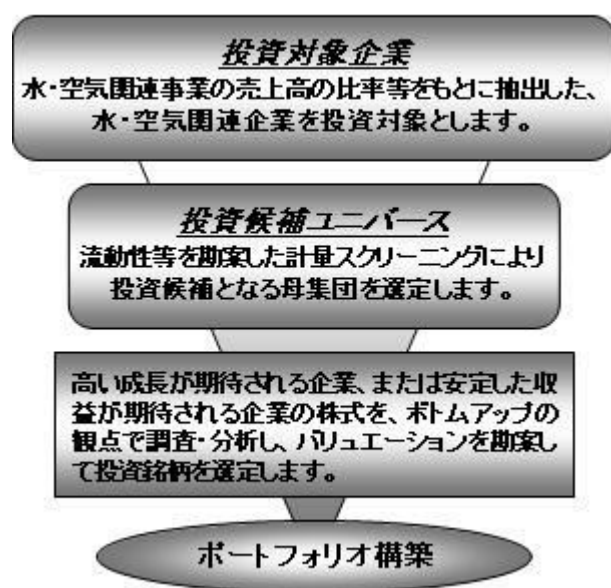 投資対象企業
水・空気関連事業の売上高の比率等をもとに抽出した、
水・空気関連企業を投資対象とします。
投資候補ユニバース
流動性等を勘案した計量スクリーニングにより
投資候補となる母集団を選定します。
高い成長が期待される企業、または安定した収
益が期待される企業の株式を、ボトムアップの
観点で調査・分析し、バリュエーションを勘案し
て投資銘柄を選定します。
ポートフォリオ構築